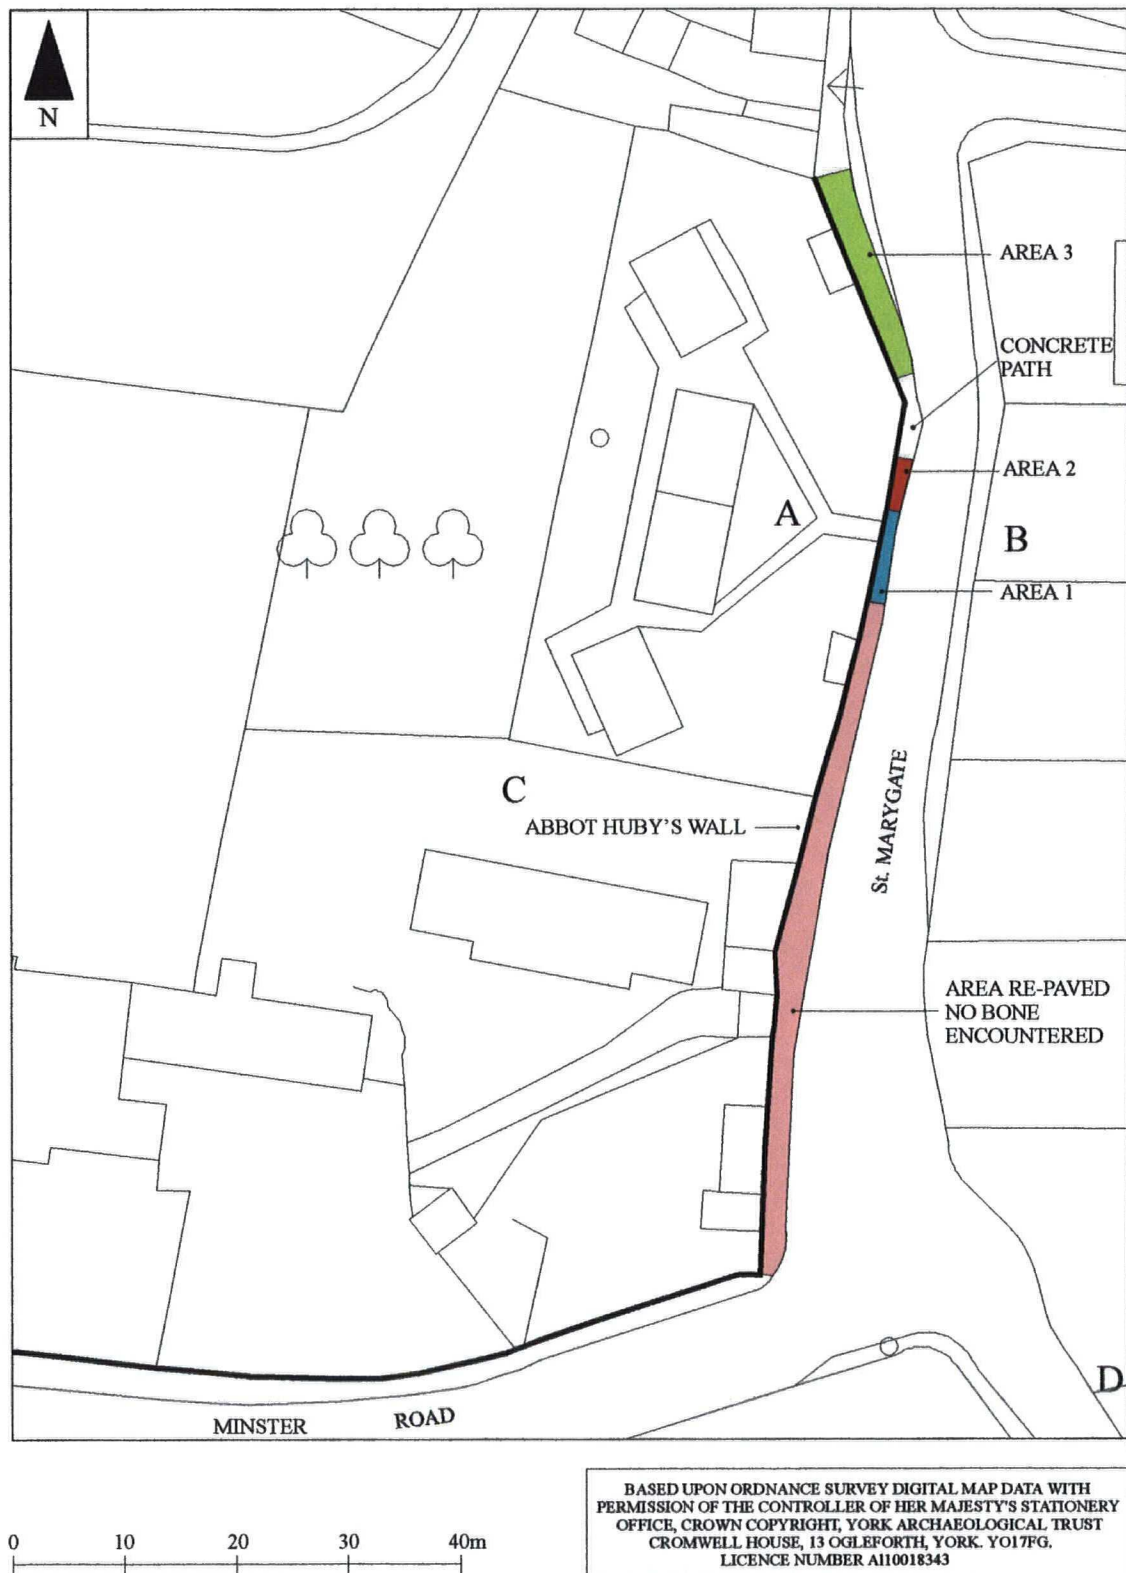 N
AREA 3
CONCRETE
PATH
AREA 2
A
B
AREA 1
C
ABBOT HUBY'S WALL
St. MARYGATE
AREA RE-PAVED
NO BONE
ENCOUNTERED
D
MINSTER ROAD
0 10 20 30 40m
BASED UPON ORDNANCE SURVEY DIGITAL MAP DATA WITH
PERMISSION OF THE CONTROLLER OF HER MAJESTY'S STATIONERY
OFFICE, CROWN COPYRIGHT, YORK ARCHAEOLOGICAL TRUST
CROMWELL HOUSE, 13 OGLEFORTH, YORK. YO17FG.
LICENCE NUMBER A110018343